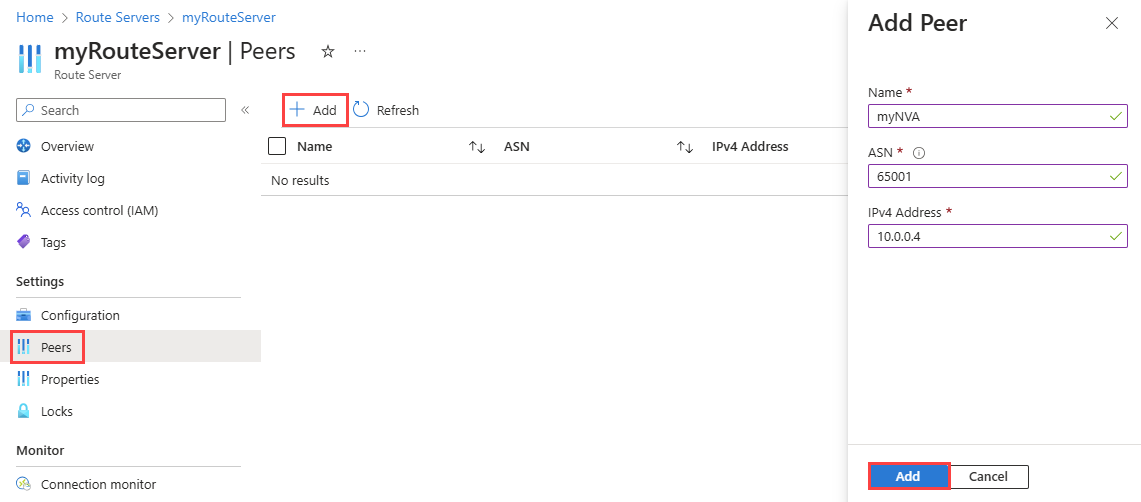 Home > Route Servers > myRouteServer
myRouteServer | Peers
Route Server
Search
Overview
Activity log
Access control (IAM)
Tags
Settings
Configuration
Peers
Properties
Locks
Monitor
Connection monitor
Add Refresh
Name ASN IPv4 Address
No results
Add Peer
Name *
myNVA
ASN *
65001
IPv4 Address *
10.0.0.4
Add Cancel